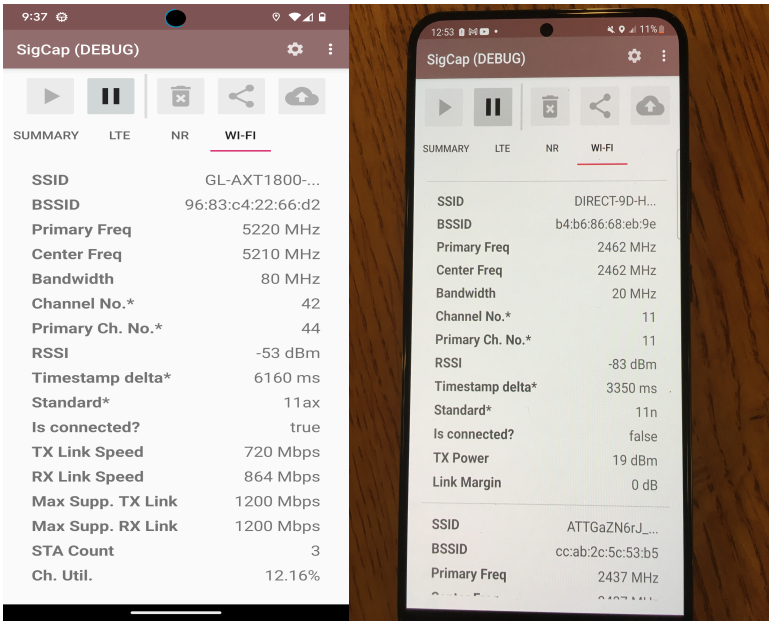 9:37
SigCap (DEBUG)
SUMMARY LTE NR WI-FI
SSID GL-AXT1800-...
BSSID 96:83:c4:22:66:d2
Primary Freq 5220 MHz
Center Freq 5210 MHz
Bandwidth 80 MHz
Channel No.* 42
Primary Ch. No.* 44
RSSI -53 dBm
Timestamp delta* 6160 ms
Standard* 11ax
Is connected? true
TX Link Speed 720 Mbps
RX Link Speed 864 Mbps
Max Supp. TX Link 1200 Mbps
Max Supp. RX Link 1200 Mbps
STA Count 3
Ch. Util. 12.16%
12:53 11%
SigCap (DEBUG)
SUMMARY LTE NR WI-FI
SSID DIRECT-9D-H...
BSSID b4:b6:86:68:eb:9e
Primary Freq 2462 MHz
Center Freq 2462 MHz
Bandwidth 20 MHz
Channel No.* 11
Primary Ch. No.* 11
RSSI -83 dBm
Timestamp delta* 3350 ms
Standard* 11n
Is connected? false
TX Power 19 dBm
Link Margin 0 dB
SSID ATTGaZN6rJ_...
BSSID cc:ab:2c:5c:53:b5
Primary Freq 2437 MHz